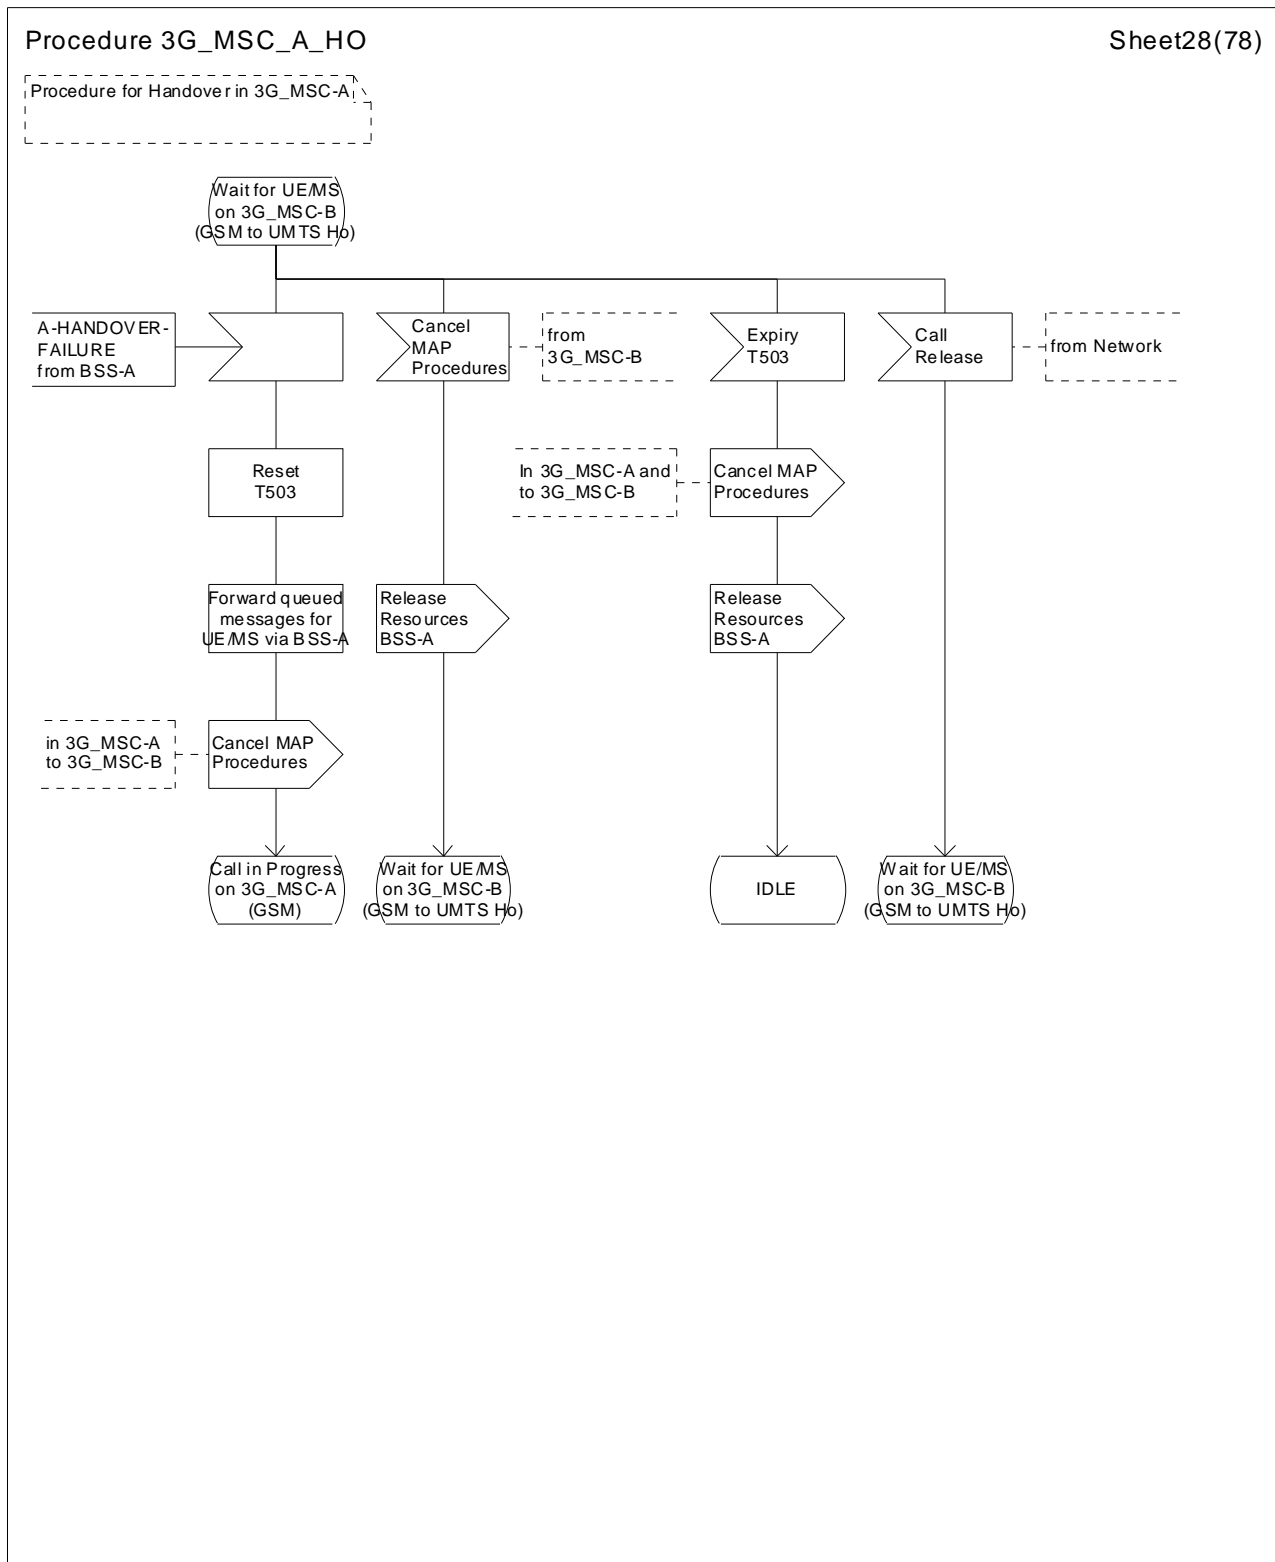 Procedure 3G_MSC_A_HO
Sheet28(78)
Procedure for Handover in 3G_MSC-A
Wait for UE/MS
on 3G_MSC-B
(GSM to UMTS Ho)
A-HANDOVER-
FAILURE
from BSS-A
Cancel
MAP
Procedures
from
3G_MSC-B
Expiry
T503
Call
Release
from Network
Reset
T503
In 3G_MSC-A and
to 3G_MSC-B
Cancel MAP
Procedures
Forward queued
messages for
UE/MS via BSS-A
Release
Resources
BSS-A
Release
Resources
BSS-A
in 3G_MSC-A
to 3G_MSC-B
Cancel MAP
Procedures
Call in Progress
on 3G_MSC-A
(GSM)
Wait for UE/MS
on 3G_MSC-B
(GSM to UMTS Ho)
IDLE
Wait for UE/MS
on 3G_MSC-B
(GSM to UMTS Ho)